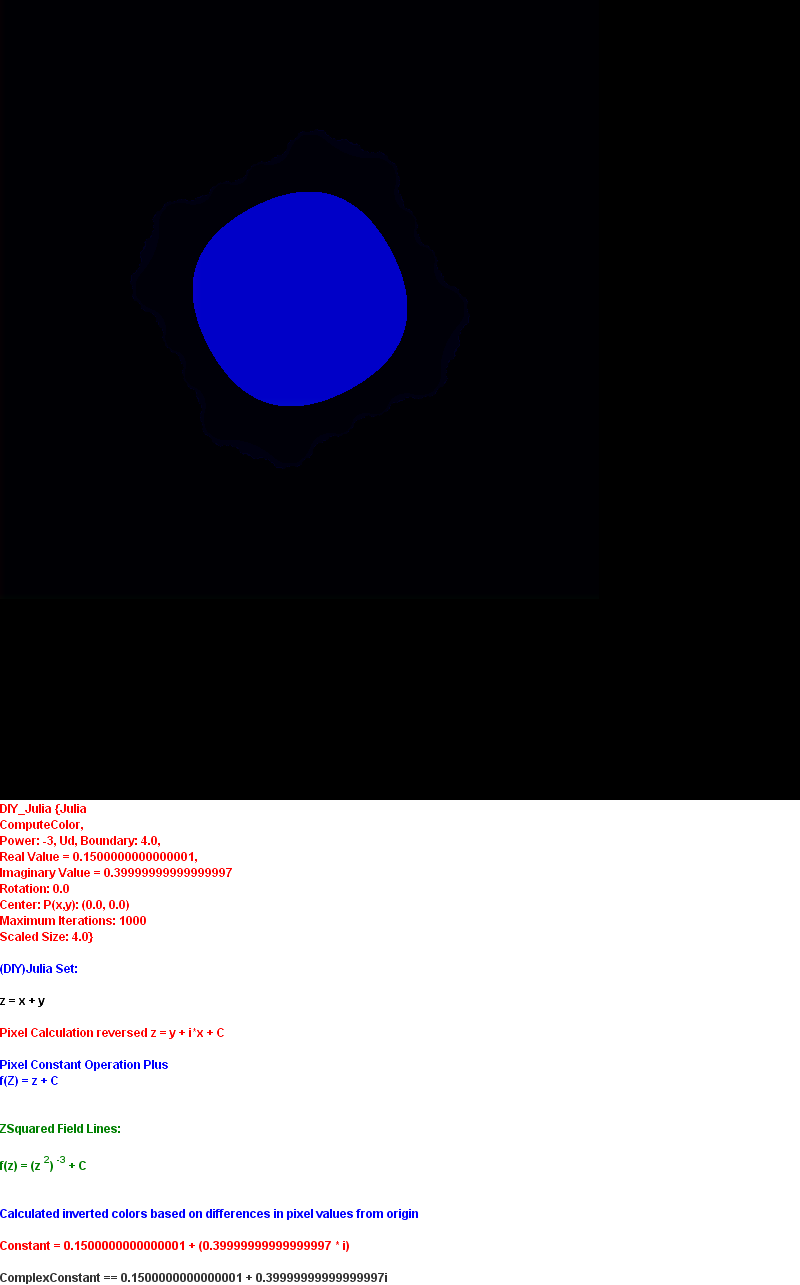 DIY_Julia {Julia
ComputeColor,
Power: -3, Ud, Boundary: 4.0,
Real Value = 0.1500000000000001,
Imaginary Value = 0.39999999999999997
Rotation: 0.0
Center: P(x,y): (0.0, 0.0)
Maximum Iterations: 1000
Scaled Size: 4.0}
(DIY)Julia Set:
z = x + y
Pixel Calculation reversed z = y + i*x + C
Pixel Constant Operation Plus
f(Z) = z + C
ZSquared Field Lines:
f(z) = (z ²) ⁻³ + C
Calculated inverted colors based on differences in pixel values from origin
Constant = 0.1500000000000001 + (0.39999999999999997 * i)
ComplexConstant == 0.1500000000000001 + 0.39999999999999997i